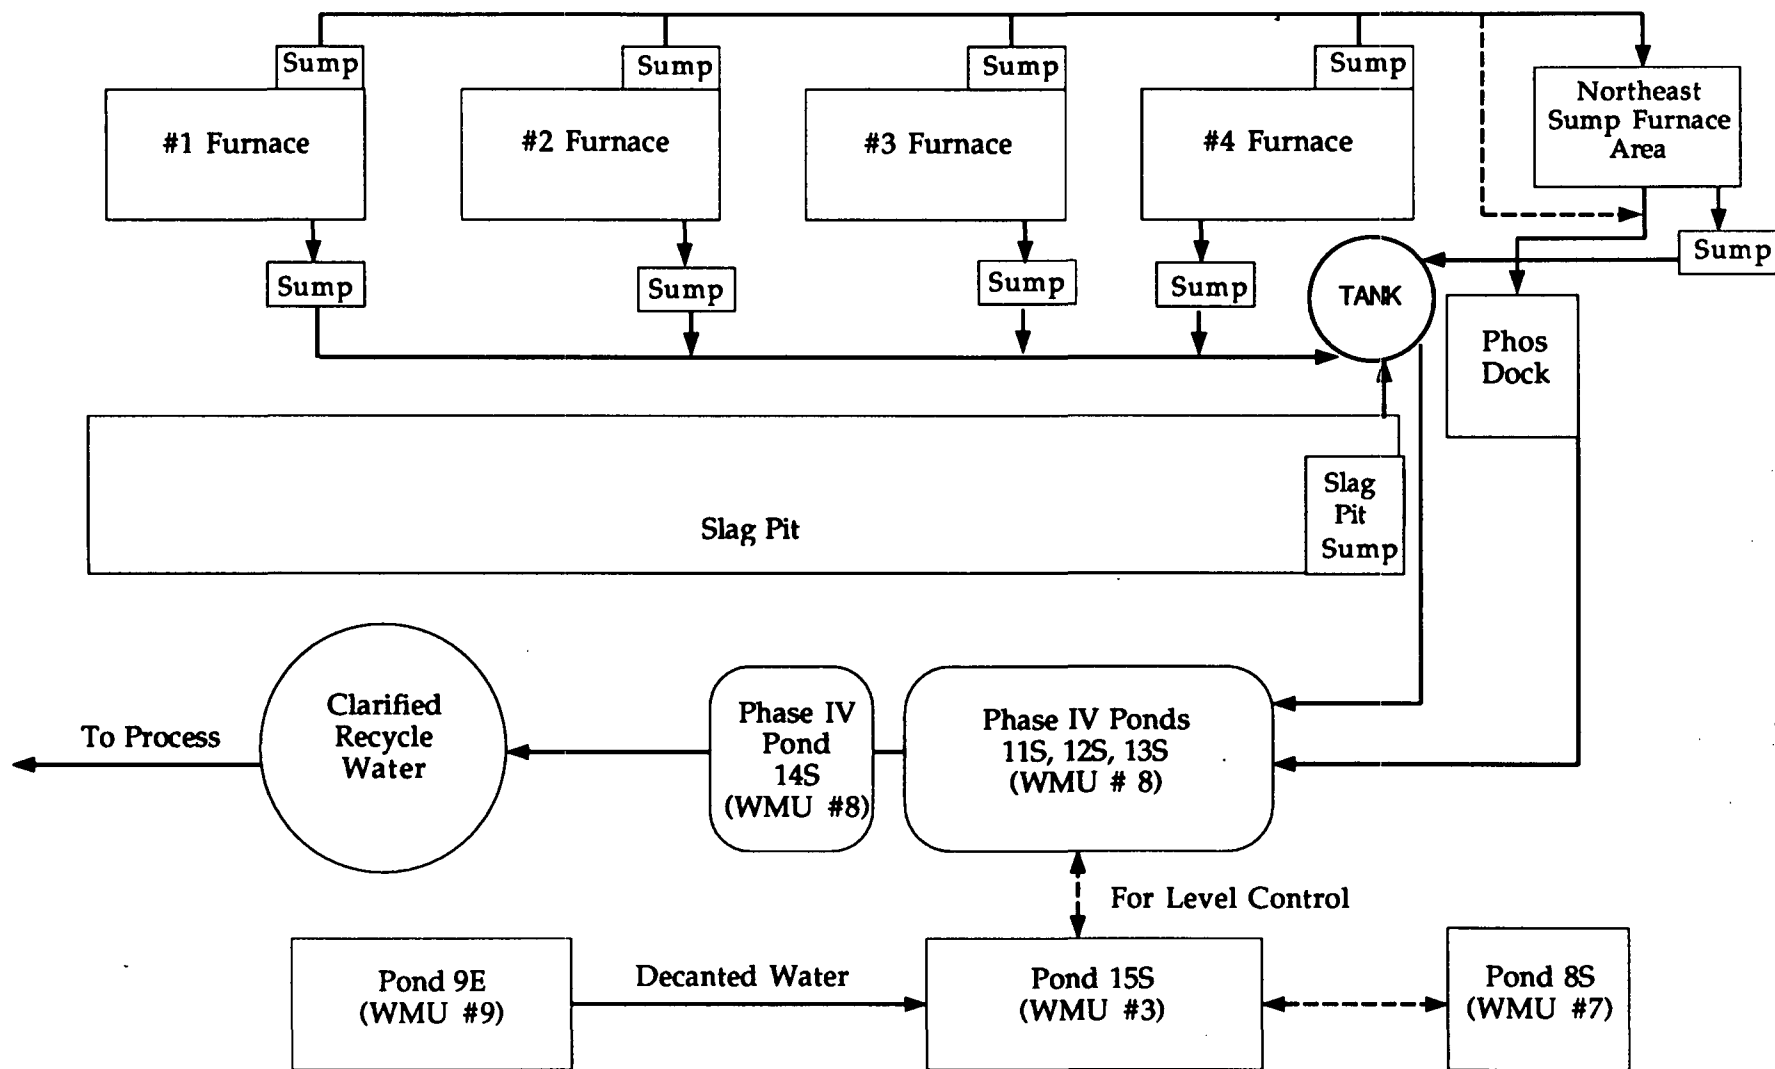 Sump
Sump
Sump
Sump
#1 Furnace
#2 Furnace
#3 Furnace
#4 Furnace
Northeast
Sump Furnace
Area
Sump
Sump
Sump
Sump
Sump
TANK
Phos
Dock
Slag Pit
Slag
Pit
Sump
To Process
Clarified
Recycle
Water
Phase IV
Pond
14S
(WMU #8)
Phase IV Ponds
11S, 12S, 13S
(WMU # 8)
For Level Control
Pond 9E
(WMU #9)
Decanted Water
Pond 15S
(WMU #3)
Pond 8S
(WMU #7)